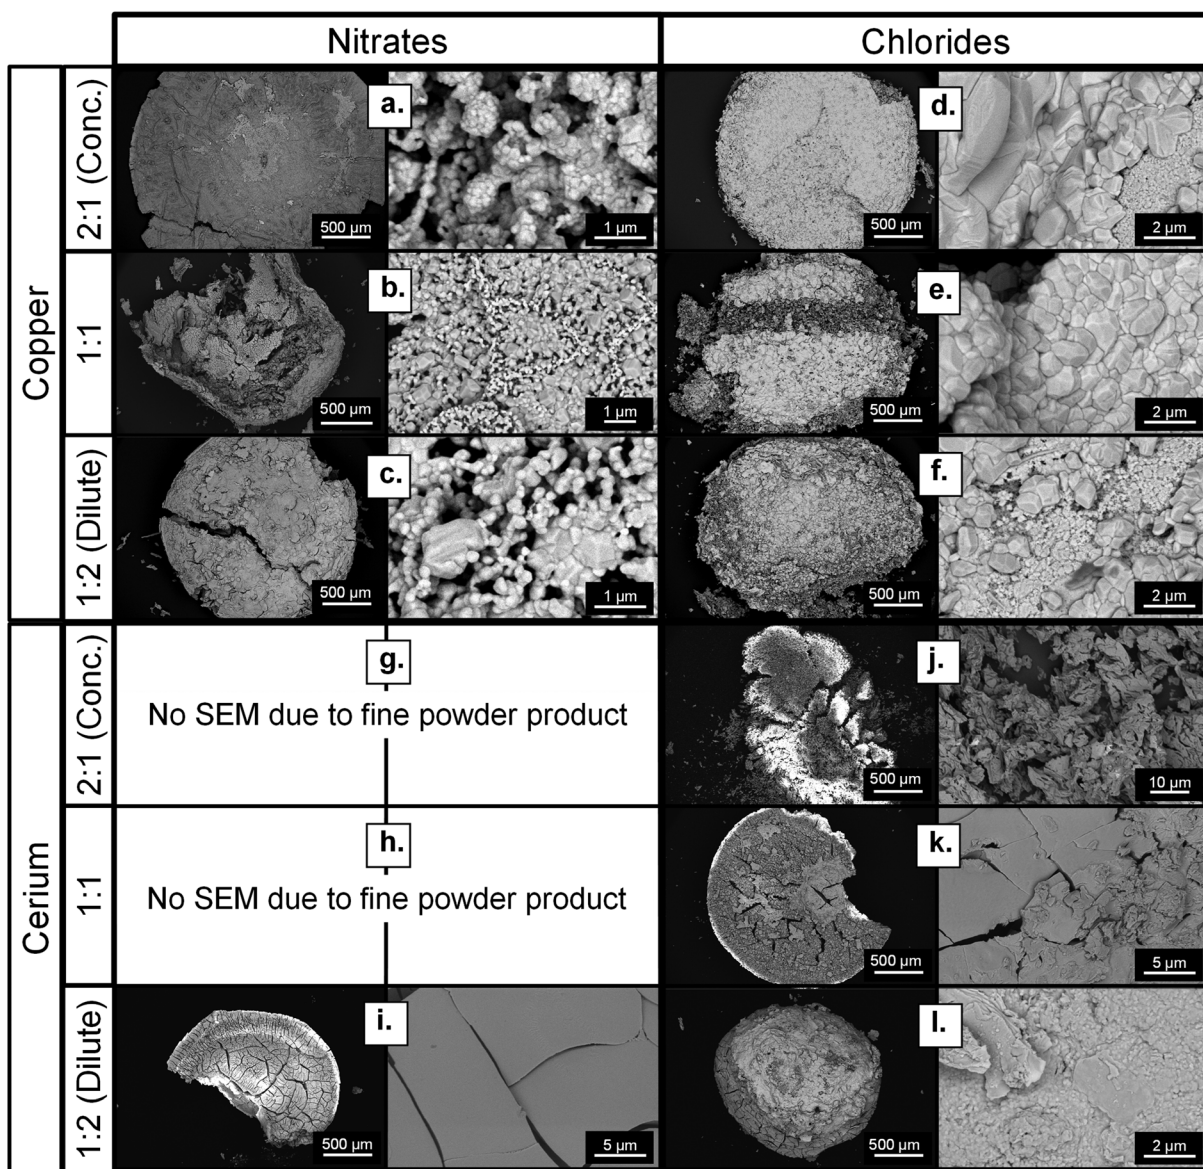 Nitrates
Chlorides
Copper
2:1 (Conc.)
a.
500 µm
1 µm
d.
500 µm
2 µm
1:1
b.
500 µm
1 µm
e.
500 µm
2 µm
1:2 (Dilute)
c.
500 µm
1 µm
f.
500 µm
2 µm
Cerium
2:1 (Conc.)
g.
No SEM due to fine powder product
j.
500 µm
10 µm
1:1
h.
No SEM due to fine powder product
k.
500 µm
5 µm
1:2 (Dilute)
i.
500 µm
5 µm
l.
500 µm
2 µm